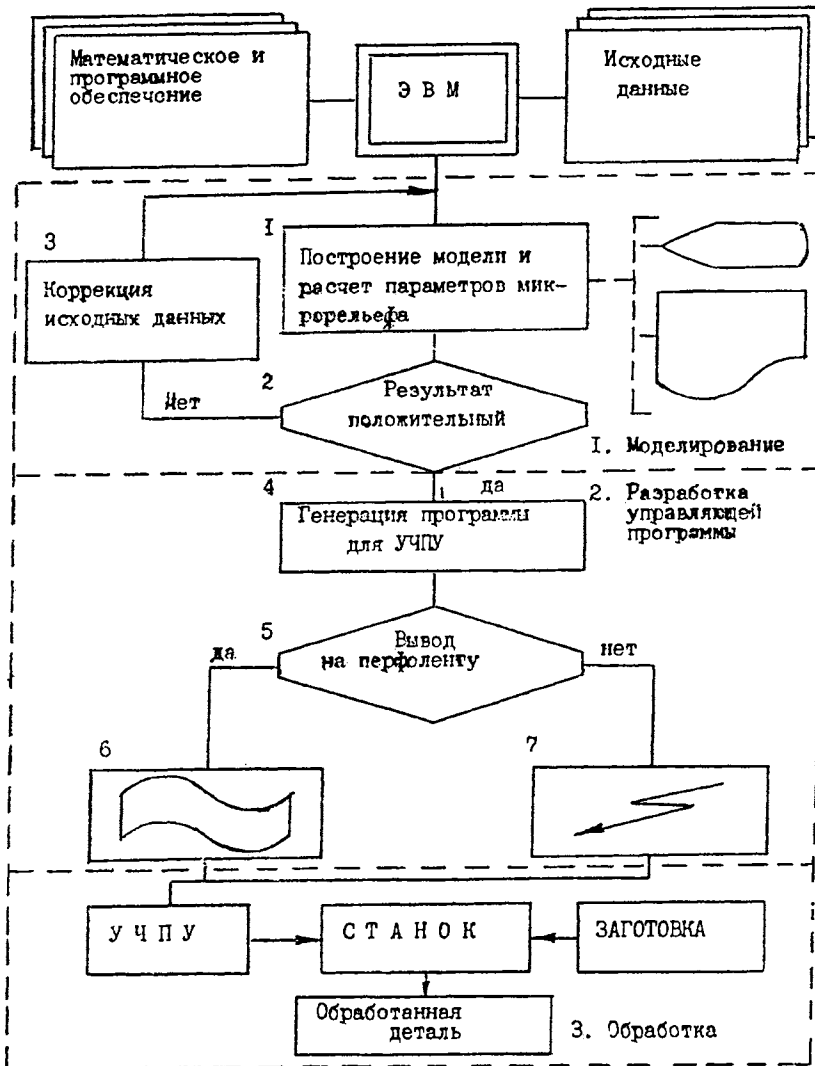 Математическое и
программное
обеспечение
Э В М
Исходные
данные
3
Коррекция
исходных данных
I
Построение модели и
расчет параметров мик-
рорельефа
2
Результат
положительный
Нет
I. Моделирование
4
да
Генерация программы
для УЧПУ
2. Разработка
управляющей
программы
5
Вывод
на перфоленту
да
нет
6
7
У Ч П У
С Т А Н О К
ЗАГОТОВКА
Обработанная
деталь
3. Обработка